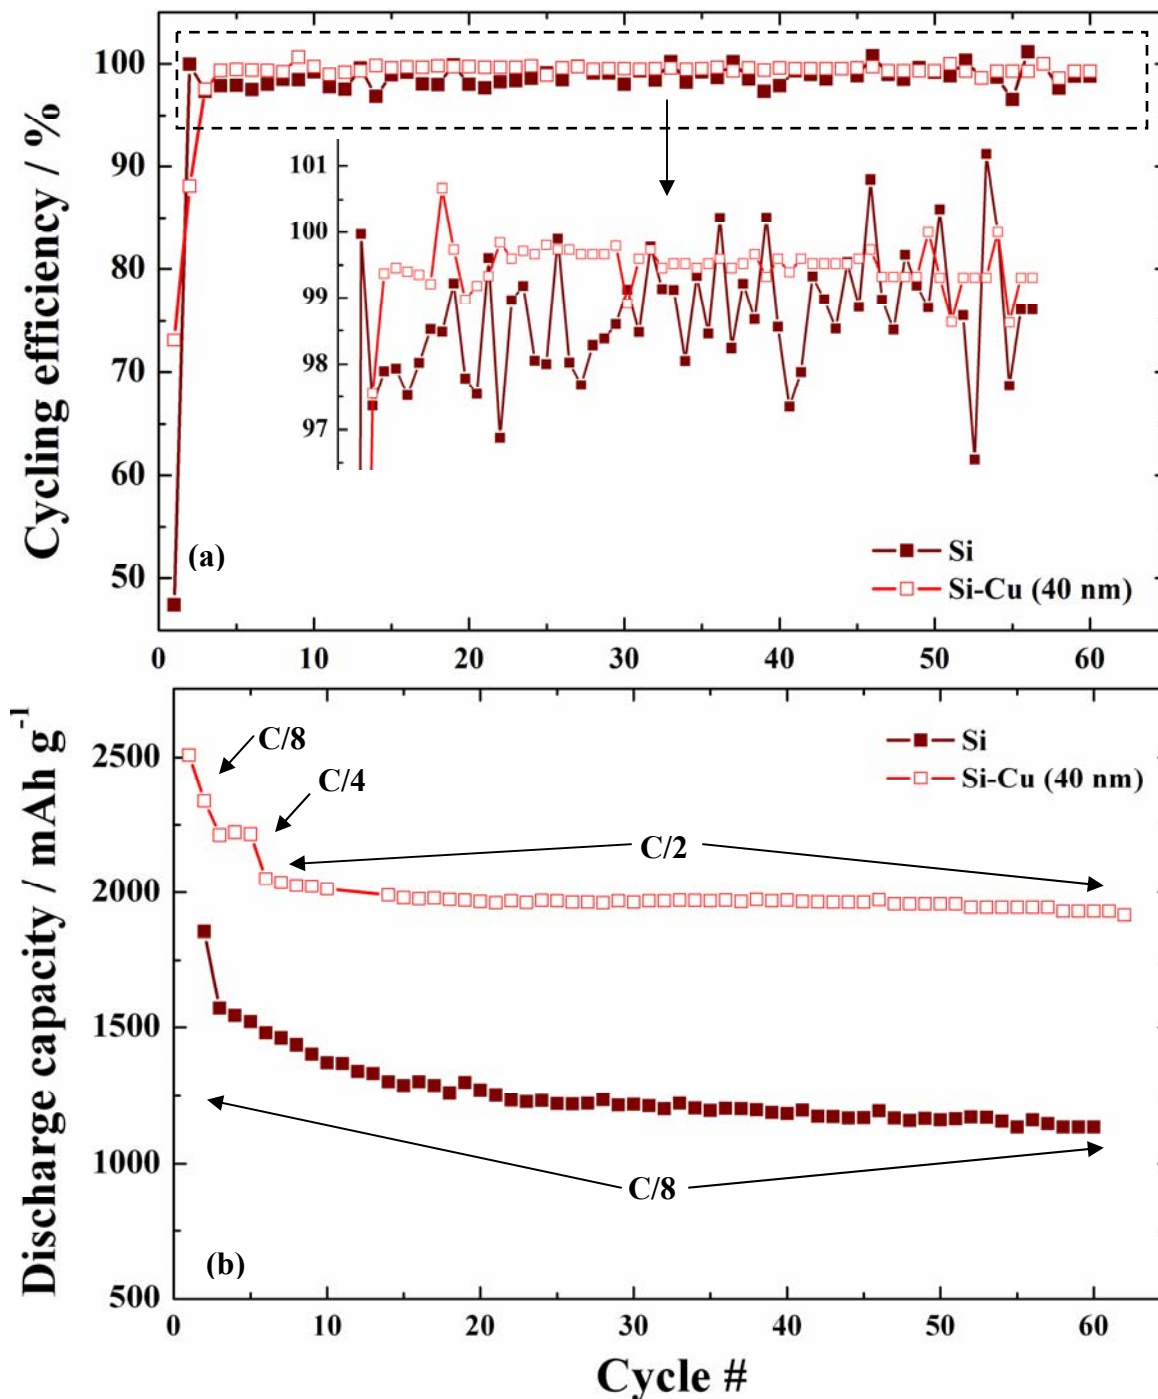 Cycling efficiency / %
100
90
80
70
60
50
101
100
99
98
97
(a)
Si
Si-Cu (40 nm)
0
10
20
30
40
50
60
Discharge capacity / mAh g⁻¹
2500
2000
1500
1000
500
C/8
C/4
C/2
Si
Si-Cu (40 nm)
C/8
(b)
0
10
20
30
40
50
60
Cycle #